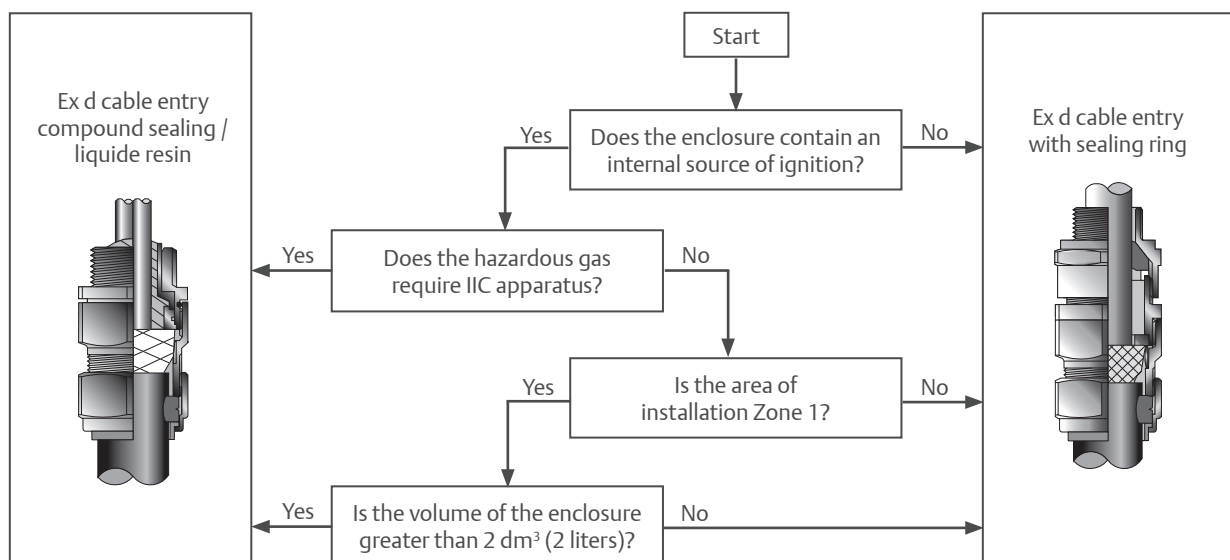 Start
Ex d cable entry
compound sealing /
liquide resin
Yes
Does the enclosure contain an
internal source of ignition?
No
Ex d cable entry
with sealing ring
Yes
Does the hazardous gas
require IIC apparatus?
No
Yes
Is the area of
installation Zone 1?
No
Yes
Is the volume of the enclosure
greater than 2 dm³ (2 liters)?
No